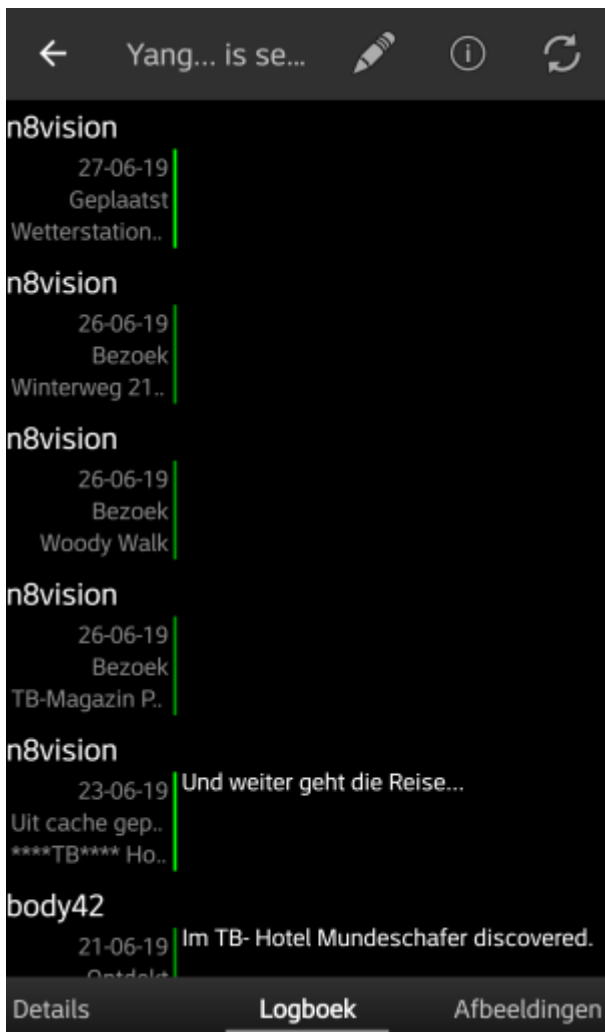 Yang... is se...
n8vision
27-06-19
Geplaatst
Wetterstation..
n8vision
26-06-19
Bezoek
Winterweg 21..
n8vision
26-06-19
Bezoek
Woody Walk
n8vision
26-06-19
Bezoek
TB-Magazin P..
n8vision
23-06-19 Und weiter geht die Reise...
Uit cache gep..
****TB**** Ho..
body42
21-06-19 Im TB- Hotel Mundeschafer discovered.
Ontdekt
Details Logboek Afbeeldingen